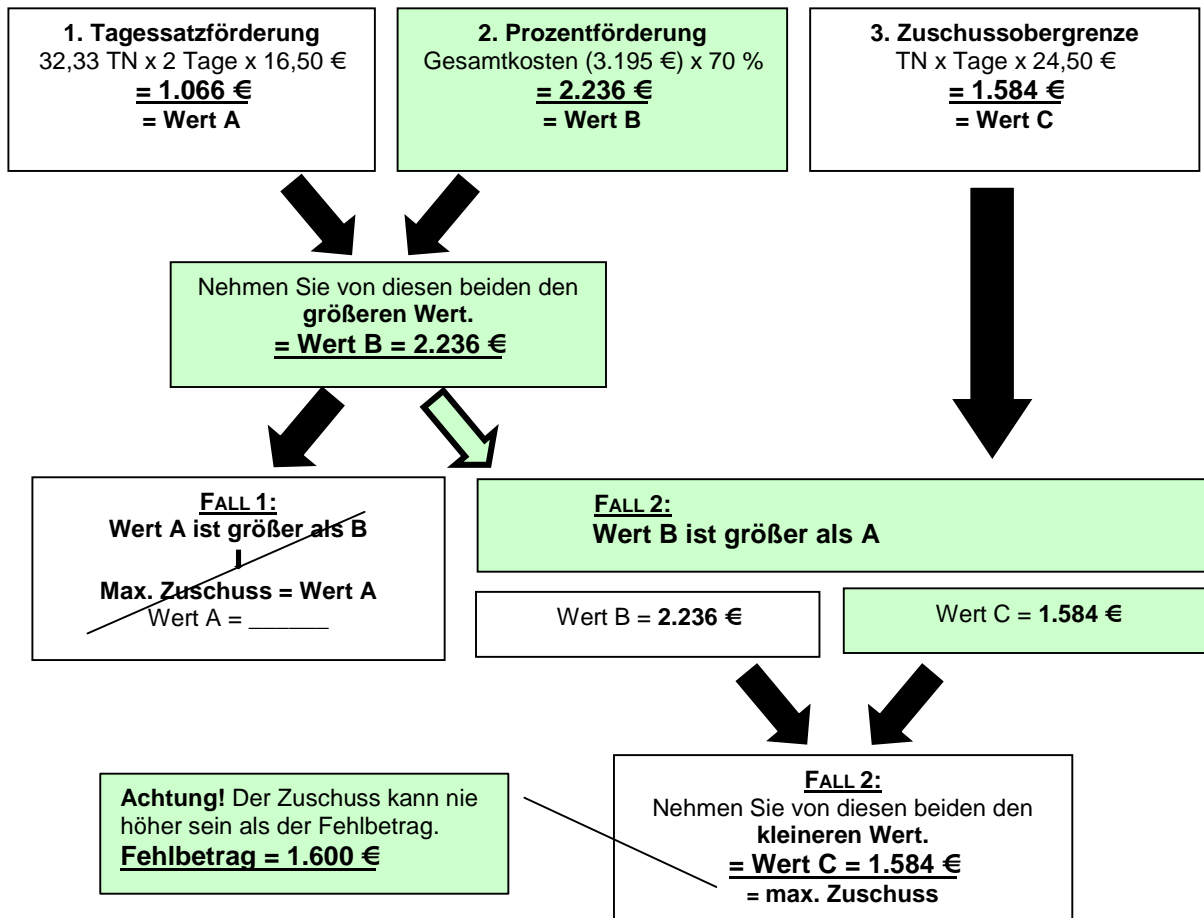 1. Tagessatzförderung
32,33 TN x 2 Tage x 16,50 €
= 1.066 €
= Wert A
2. Prozentförderung
Gesamtkosten (3.195 €) x 70 %
= 2.236 €
= Wert B
3. Zuschussobergrenze
TN x Tage x 24,50 €
= 1.584 €
= Wert C
Nehmen Sie von diesen beiden den
größeren Wert.
= Wert B = 2.236 €
FALL 1:
Wert A ist größer als B
Max. Zuschuss = Wert A
Wert A = ______
FALL 2:
Wert B ist größer als A
Wert B = 2.236 €
Wert C = 1.584 €
Achtung! Der Zuschuss kann nie
höher sein als der Fehlbetrag.
Fehlbetrag = 1.600 €
FALL 2:
Nehmen Sie von diesen beiden den
kleineren Wert.
= Wert C = 1.584 €
= max. Zuschuss